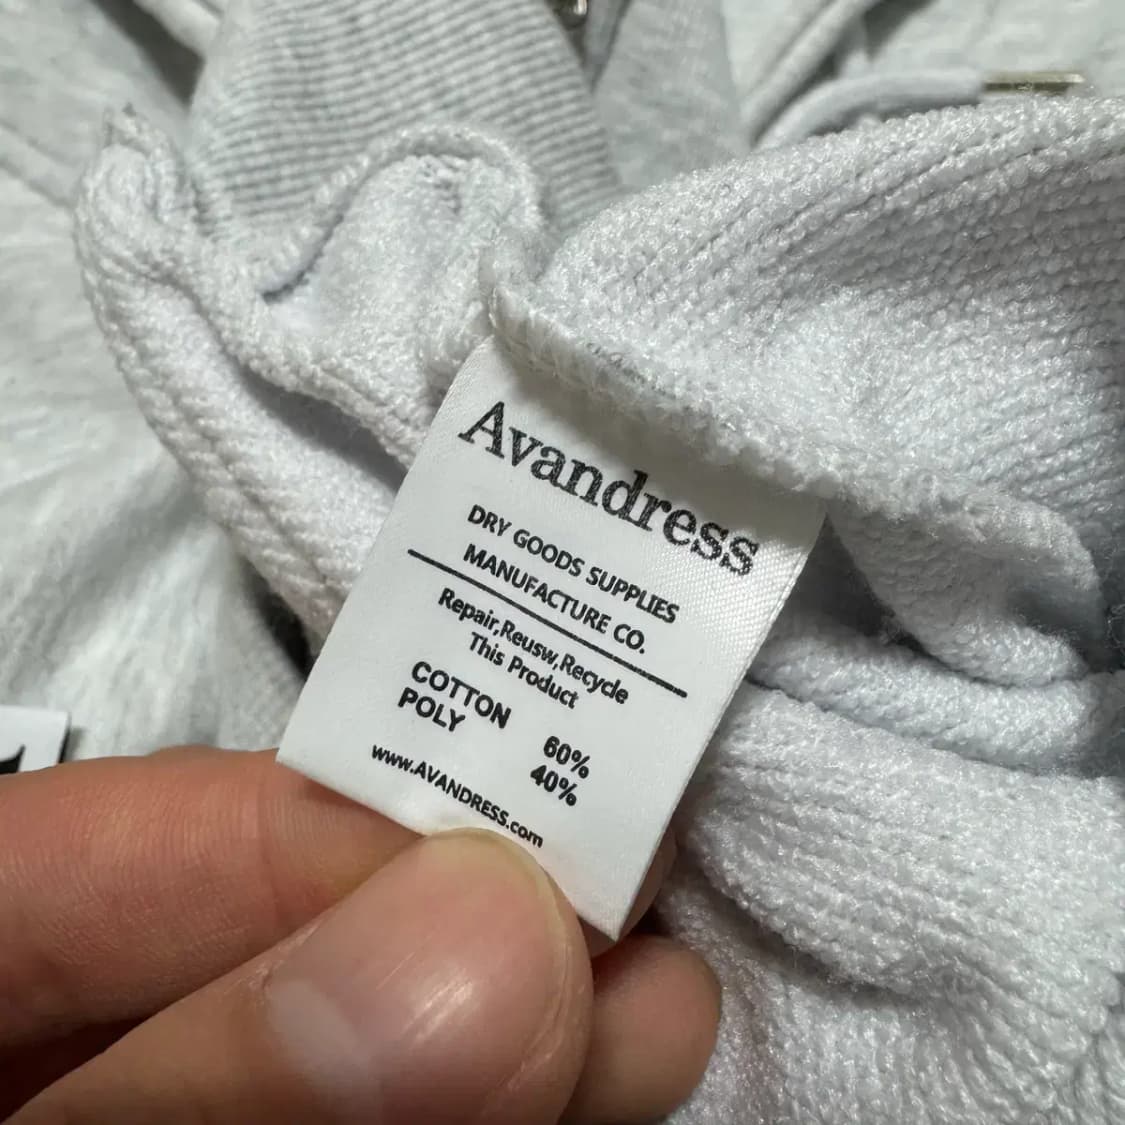 Avandress
DRY GOODS SUPPLIES
MANUFACTURE CO.
Repair,Reusw,Recycle
This Product
COTTON 60%
POLY 40%
www.AVANDRESS.com